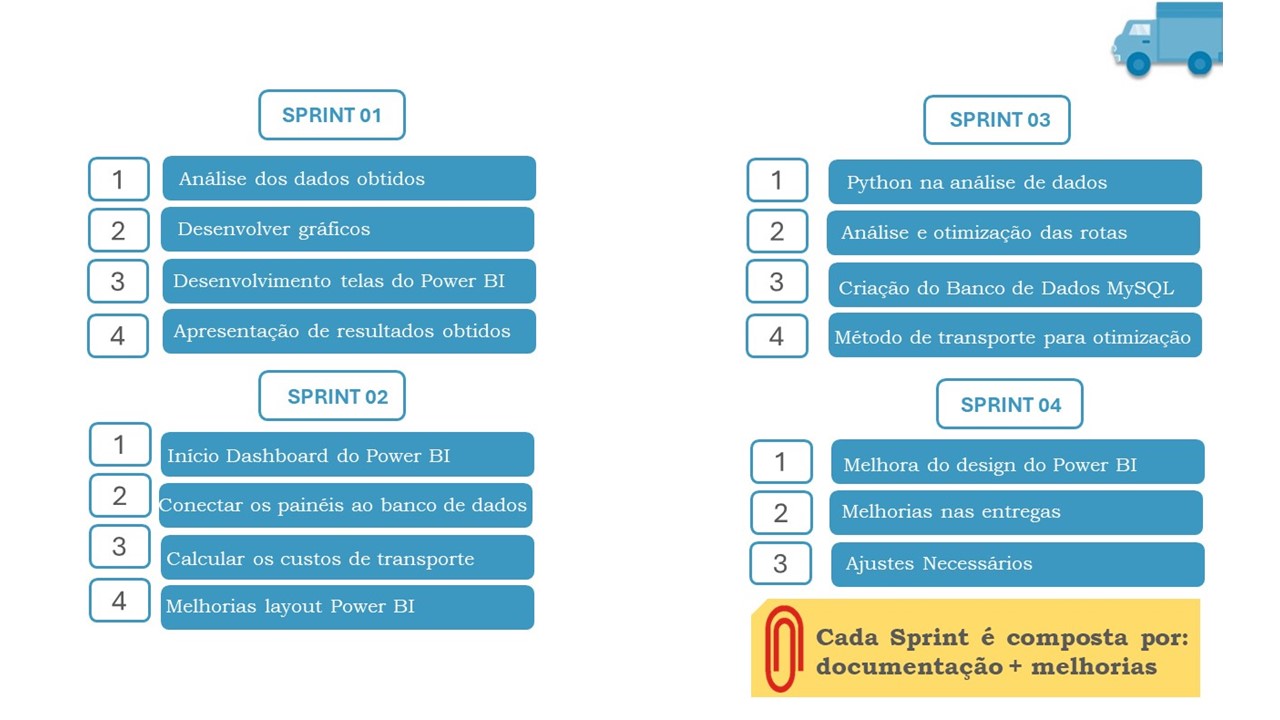 SPRINT 01
1 Análise dos dados obtidos
2 Desenvolver gráficos
3 Desenvolvimento telas do Power BI
4 Apresentação de resultados obtidos
SPRINT 02
1 Início Dashboard do Power BI
2 Conectar os painéis ao banco de dados
3 Calcular os custos de transporte
4 Melhorias layout Power BI
SPRINT 03
1 Python na análise de dados
2 Análise e otimização das rotas
3 Criação do Banco de Dados MySQL
4 Método de transporte para otimização
SPRINT 04
1 Melhora do design do Power BI
2 Melhorias nas entregas
3 Ajustes Necessários
Cada Sprint é composta por:
documentação + melhorias